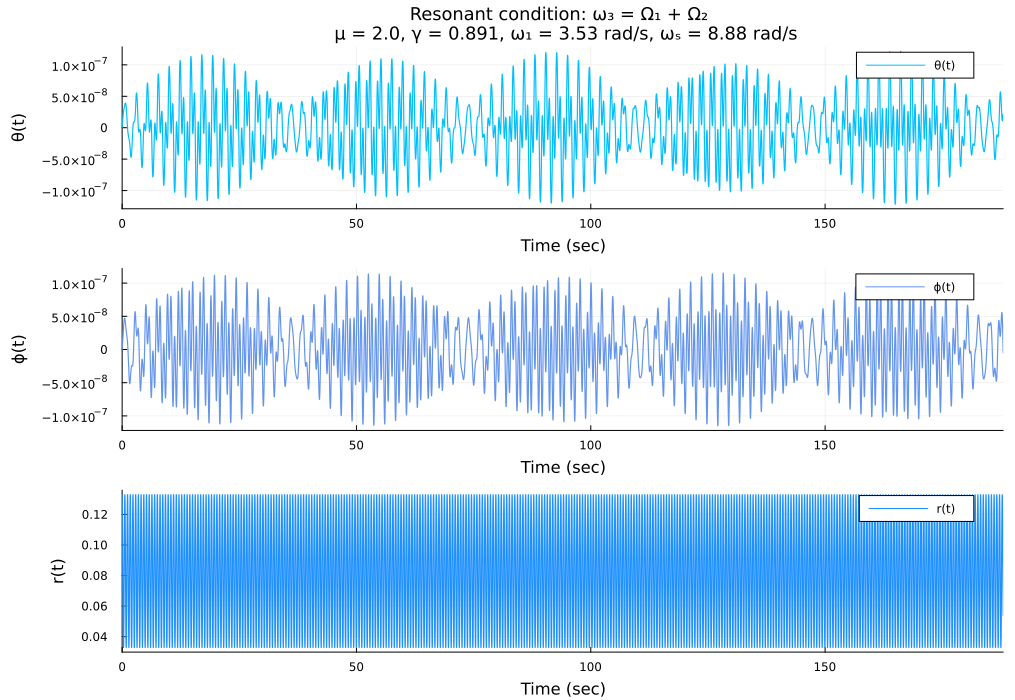 Resonant condition: ω₃ = Ω₁ + Ω₂
μ = 2.0, γ = 0.891, ω₁ = 3.53 rad/s, ωₛ = 8.88 rad/s
θ(t)
1.0×10⁻⁷
5.0×10⁻⁸
0
−5.0×10⁻⁸
−1.0×10⁻⁷
θ(t)
0 50 100 150
Time (sec)
ϕ(t)
1.0×10⁻⁷
5.0×10⁻⁸
0
−5.0×10⁻⁸
−1.0×10⁻⁷
ϕ(t)
0 50 100 150
Time (sec)
r(t)
0.12
0.10
0.08
0.06
0.04
r(t)
0 50 100 150
Time (sec)